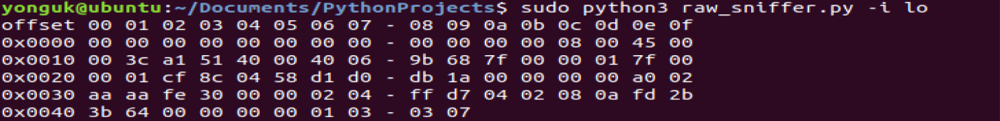 yonguk@ubuntu:~/Documents/PythonProjects$ sudo python3 raw_sniffer.py -i lo
offset 00 01 02 03 04 05 06 07 - 08 09 0a 0b 0c 0d 0e 0f
0x0000 00 00 00 00 00 00 00 00 - 00 00 00 00 08 00 45 00
0x0010 00 3c a1 51 40 00 40 06 - 9b 68 7f 00 00 01 7f 00
0x0020 00 01 cf 8c 04 58 d1 d0 - db 1a 00 00 00 00 a0 02
0x0030 aa aa fe 30 00 00 02 04 - ff d7 04 02 08 0a fd 2b
0x0040 3b 64 00 00 00 00 01 03 - 03 07